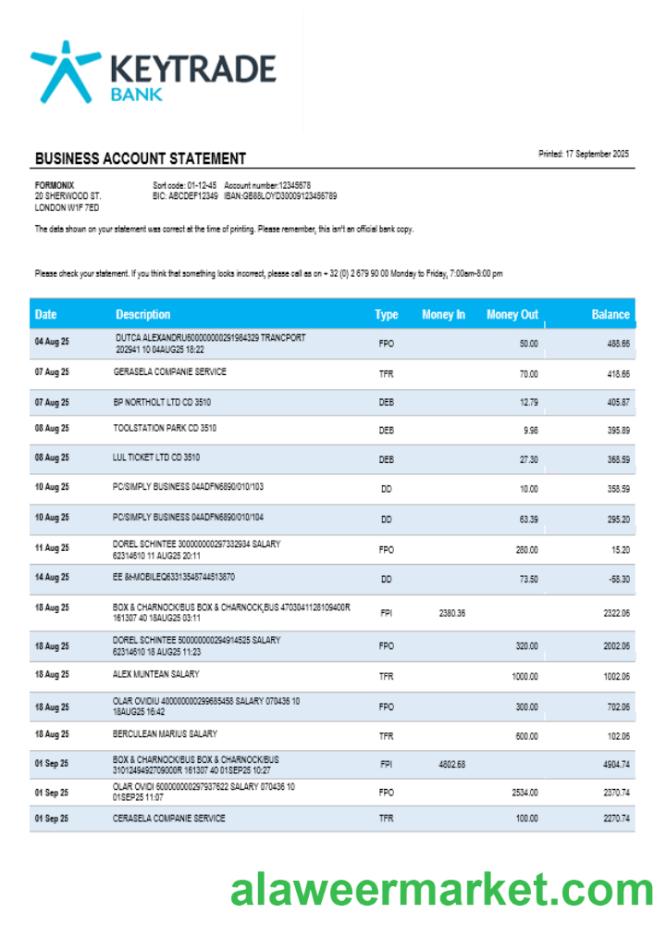 KEYTRADE
BANK
BUSINESS ACCOUNT STATEMENT
Printed: 17 September 2025
FORMONIX
20 SHERWOOD ST.
LONDON W1F 7ED
Sort code: 01-12-45 Account number:12345678
BIC: ABCDEF12349 IBAN:GB88LOYD30009123456789
The data shown on your statement was correct at the time of printing. Please remember, this isn't an official bank copy.
Please check your statement. If you think that something looks incorrect, please call as on + 32 (0) 2 679 90 00 Monday to Friday, 7:00am-8:00 pm
Date Description Type Money In Money Out Balance
04 Aug 25 DUTCA ALEXANDRU500000000291984329 TRANCPORT FPO 50.00 488.66
202941 10 04AUG25 18:22
07 Aug 25 GERASELA COMPANIE SERVICE TFR 70.00 418.66
07 Aug 25 BP NORTHOLT LTD CD 3510 DEB 12.79 405.87
08 Aug 25 TOOLSTATION PARK CD 3510 DEB 9.98 395.89
08 Aug 25 LUL TICKET LTD CD 3510 DEB 27.30 368.59
10 Aug 25 PC/SIMPLY BUSINESS 04ADFN6890/010/103 DD 10.00 358.59
10 Aug 25 PC/SIMPLY BUSINESS 04ADFN6890/010/104 DD 63.39 295.20
11 Aug 25 DOREL SCHINTEE 300000000297332934 SALARY FPO 280.00 15.20
62314610 11 AUG25 20:11
14 Aug 25 EE &MOBILEQ63313548744513870 DD 73.50 -58.30
18 Aug 25 BOX & CHARNOCK/BUS BOX & CHARNOCK,BUS 4703041128109400R FPI 2380.36 2322.06
161307 40 18AUG25 03:11
18 Aug 25 DOREL SCHINTEE 500000000294914525 SALARY FPO 320.00 2002.06
62314610 18 AUG25 11:23
18 Aug 25 ALEX MUNTEAN SALARY TFR 1000.00 1002.06
18 Aug 25 OLAR OVIDIU 400000000299685458 SALARY 070436 10 FPO 300.00 702.06
18AUG25 16:42
18 Aug 25 BERCULEAN MARIUS SALARY TFR 600.00 102.06
01 Sep 25 BOX & CHARNOCK/BUS BOX & CHARNOCK/BUS FPI 4802.68 4904.74
3101249492709000R 161307 40 01SEP25 10:27
01 Sep 25 OLAR OVIDI 600000000297937622 SALARY 070436 10 FPO 2534.00 2370.74
01SEP25 11:07
01 Sep 25 CERASELA COMPANIE SERVICE TFR 100.00 2270.74
alaweermarket.com